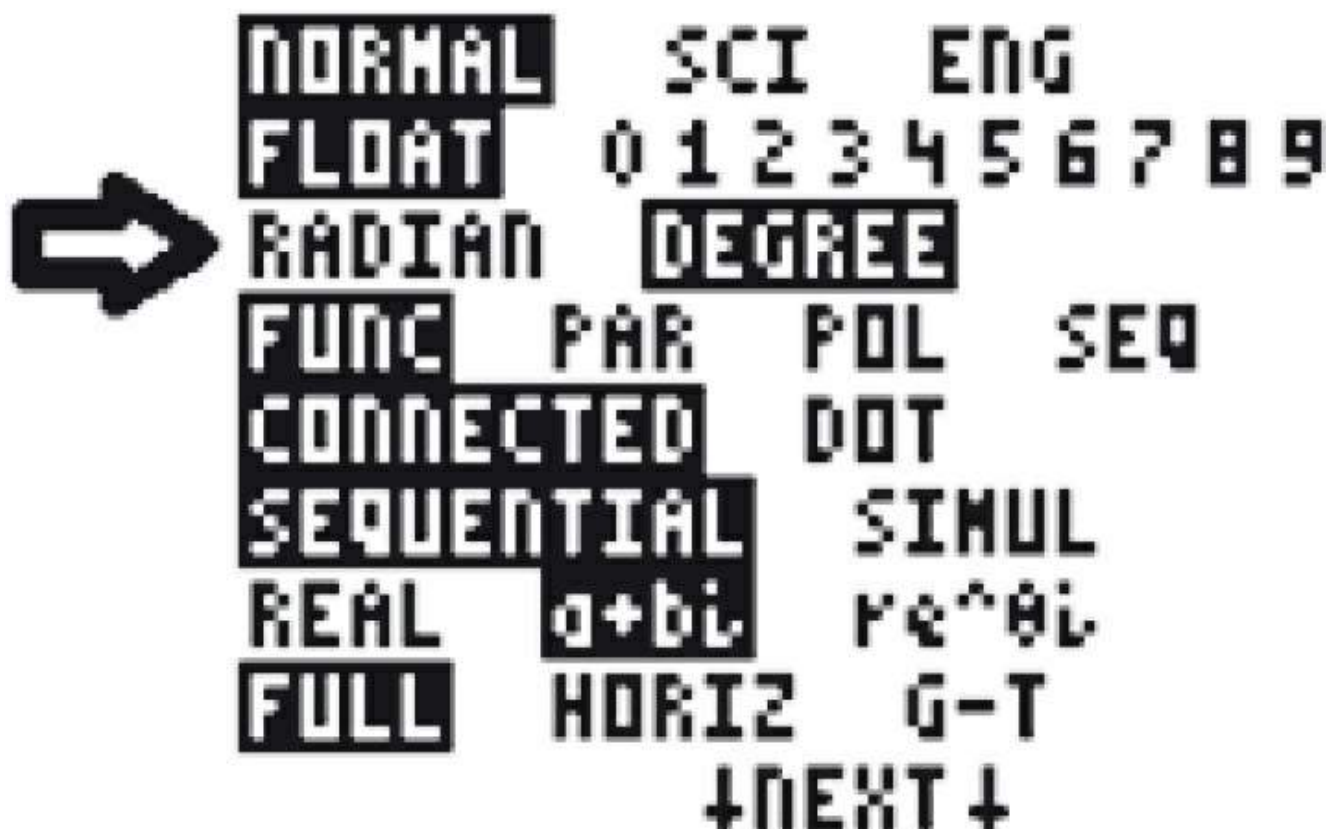 NORMAL SCI ENG
FLOAT 0 1 2 3 4 5 6 7 8 9
RADIAN DEGREE
FUNC PAR POL SEQ
CONNECTED DOT
SEQUENTIAL SIMUL
REAL a+bi re^θi
FULL HORIZ G-T
↓NEXT↓